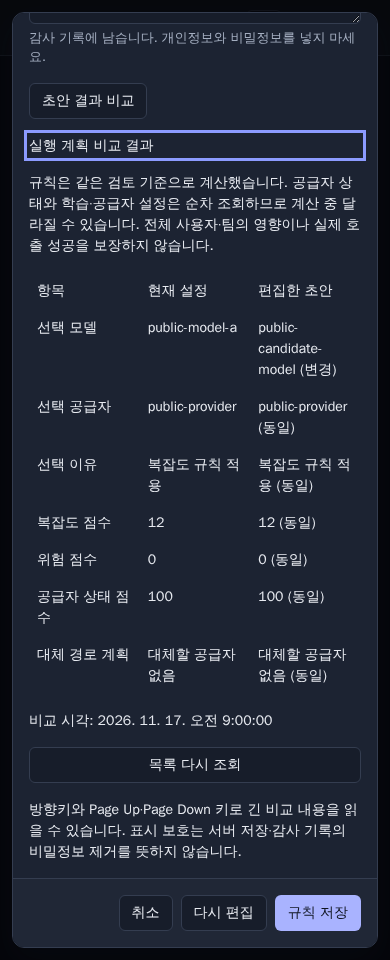 감사 기록에 남습니다. 개인정보와 비밀정보를 넣지 마세
요.
초안 결과 비교
실행 계획 비교 결과
규칙은 같은 검토 기준으로 계산했습니다. 공급자 상
태와 학습·공급자 설정은 순차 조회하므로 계산 중 달
라질 수 있습니다. 전체 사용자·팀의 영향이나 실제 호
출 성공을 보장하지 않습니다.
항목 현재 설정 편집한 초안
선택 모델 public-model-a public-
candidate-
model (변경)
선택 공급자 public-provider public-provider
(동일)
선택 이유 복잡도 규칙 적 복잡도 규칙 적
용 용 (동일)
복잡도 점수 12 12 (동일)
위험 점수 0 0 (동일)
공급자 상태 점 100 100 (동일)
수
대체 경로 계획 대체할 공급자 대체할 공급자
없음 없음 (동일)
비교 시각: 2026. 11. 17. 오전 9:00:00
목록 다시 조회
방향키와 Page Up·Page Down 키로 긴 비교 내용을 읽
을 수 있습니다. 표시 보호는 서버 저장·감사 기록의
비밀정보 제거를 뜻하지 않습니다.
취소 다시 편집 규칙 저장